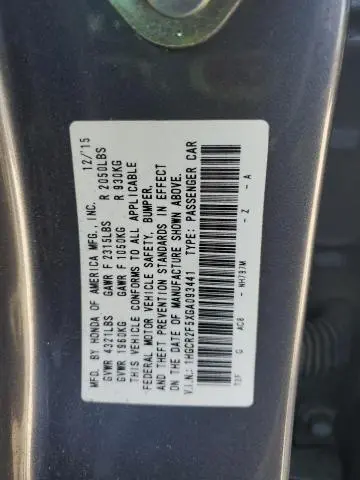 MFD. BY HONDA OF AMERICA MFG., INC. 12/'15
GVWR 4321LBS GAWR F 2315LBS R 2050LBS
GVWR 1960KG GAWR F 1050KG R 930KG
THIS VEHICLE CONFORMS TO ALL APPLICABLE
FEDERAL MOTOR VEHICLE SAFETY, BUMPER,
AND THEFT PREVENTION STANDARDS IN EFFECT
ON THE DATE OF MANUFACTURE SHOWN ABOVE.
V.I.N.: 1HGCR2F5XGA093441 TYPE: PASSENGER CAR
T3F G AC8 NH797M - Z - A